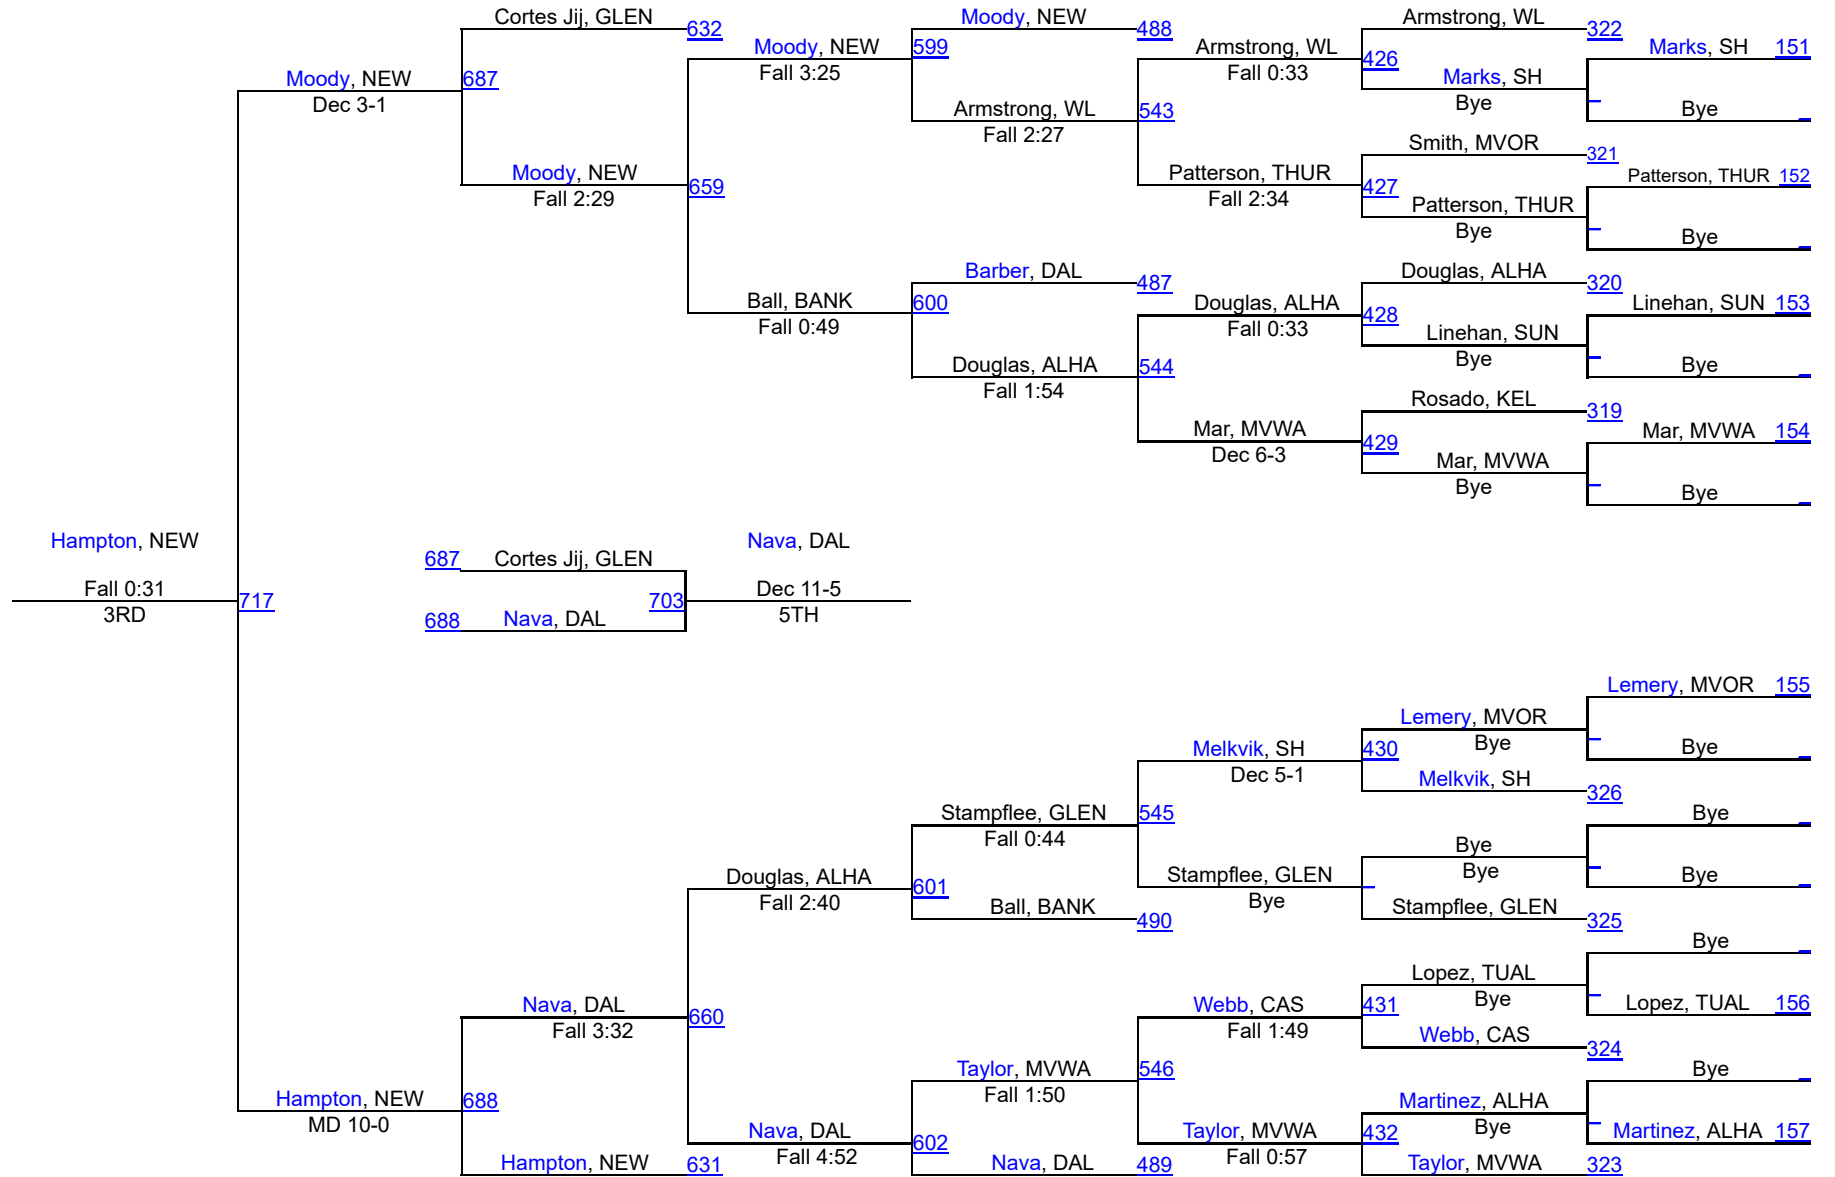 Cortes Jij, GLEN 632
Moody, NEW 488
Armstrong, WL 322
Moody, NEW 599
Fall 3:25
Armstrong, WL 426
Fall 0:33
Marks, SH 151
Moody, NEW 687
Dec 3-1
Marks, SH
Bye
Armstrong, WL 543
Fall 2:27
Bye
Smith, MVOR 321
Moody, NEW 659
Fall 2:29
Patterson, THUR 427
Fall 2:34
Patterson, THUR 152
Patterson, THUR
Bye
Bye
Barber, DAL 487
Douglas, ALHA 320
Ball, BANK 600
Fall 0:49
Douglas, ALHA 428
Fall 0:33
Linehan, SUN 153
Linehan, SUN
Bye
Douglas, ALHA 544
Fall 1:54
Bye
Rosado, KEL 319
Mar, MVWA 429
Dec 6-3
Mar, MVWA 154
Mar, MVWA
Bye
Bye
Hampton, NEW
Fall 0:31
3RD
717
687 Cortes Jij, GLEN
688 Nava, DAL
703
Nava, DAL
Dec 11-5
5TH
Lemery, MVOR 155
Lemery, MVOR
Bye
Melkvik, SH 430
Dec 5-1
Bye
Melkvik, SH 326
Stampflee, GLEN 545
Fall 0:44
Bye
Bye
Bye
Bye
Douglas, ALHA 601
Fall 2:40
Stampflee, GLEN
Bye
Ball, BANK 490
Stampflee, GLEN 325
Bye
Lopez, TUAL
Bye
Nava, DAL 660
Fall 3:32
Webb, CAS 431
Fall 1:49
Lopez, TUAL 156
Webb, CAS 324
Taylor, MVWA 546
Fall 1:50
Bye
Hampton, NEW 688
MD 10-0
Martinez, ALHA
Bye
Nava, DAL 602
Fall 4:52
Taylor, MVWA 432
Fall 0:57
Martinez, ALHA 157
Hampton, NEW 631
Nava, DAL 489
Taylor, MVWA 323